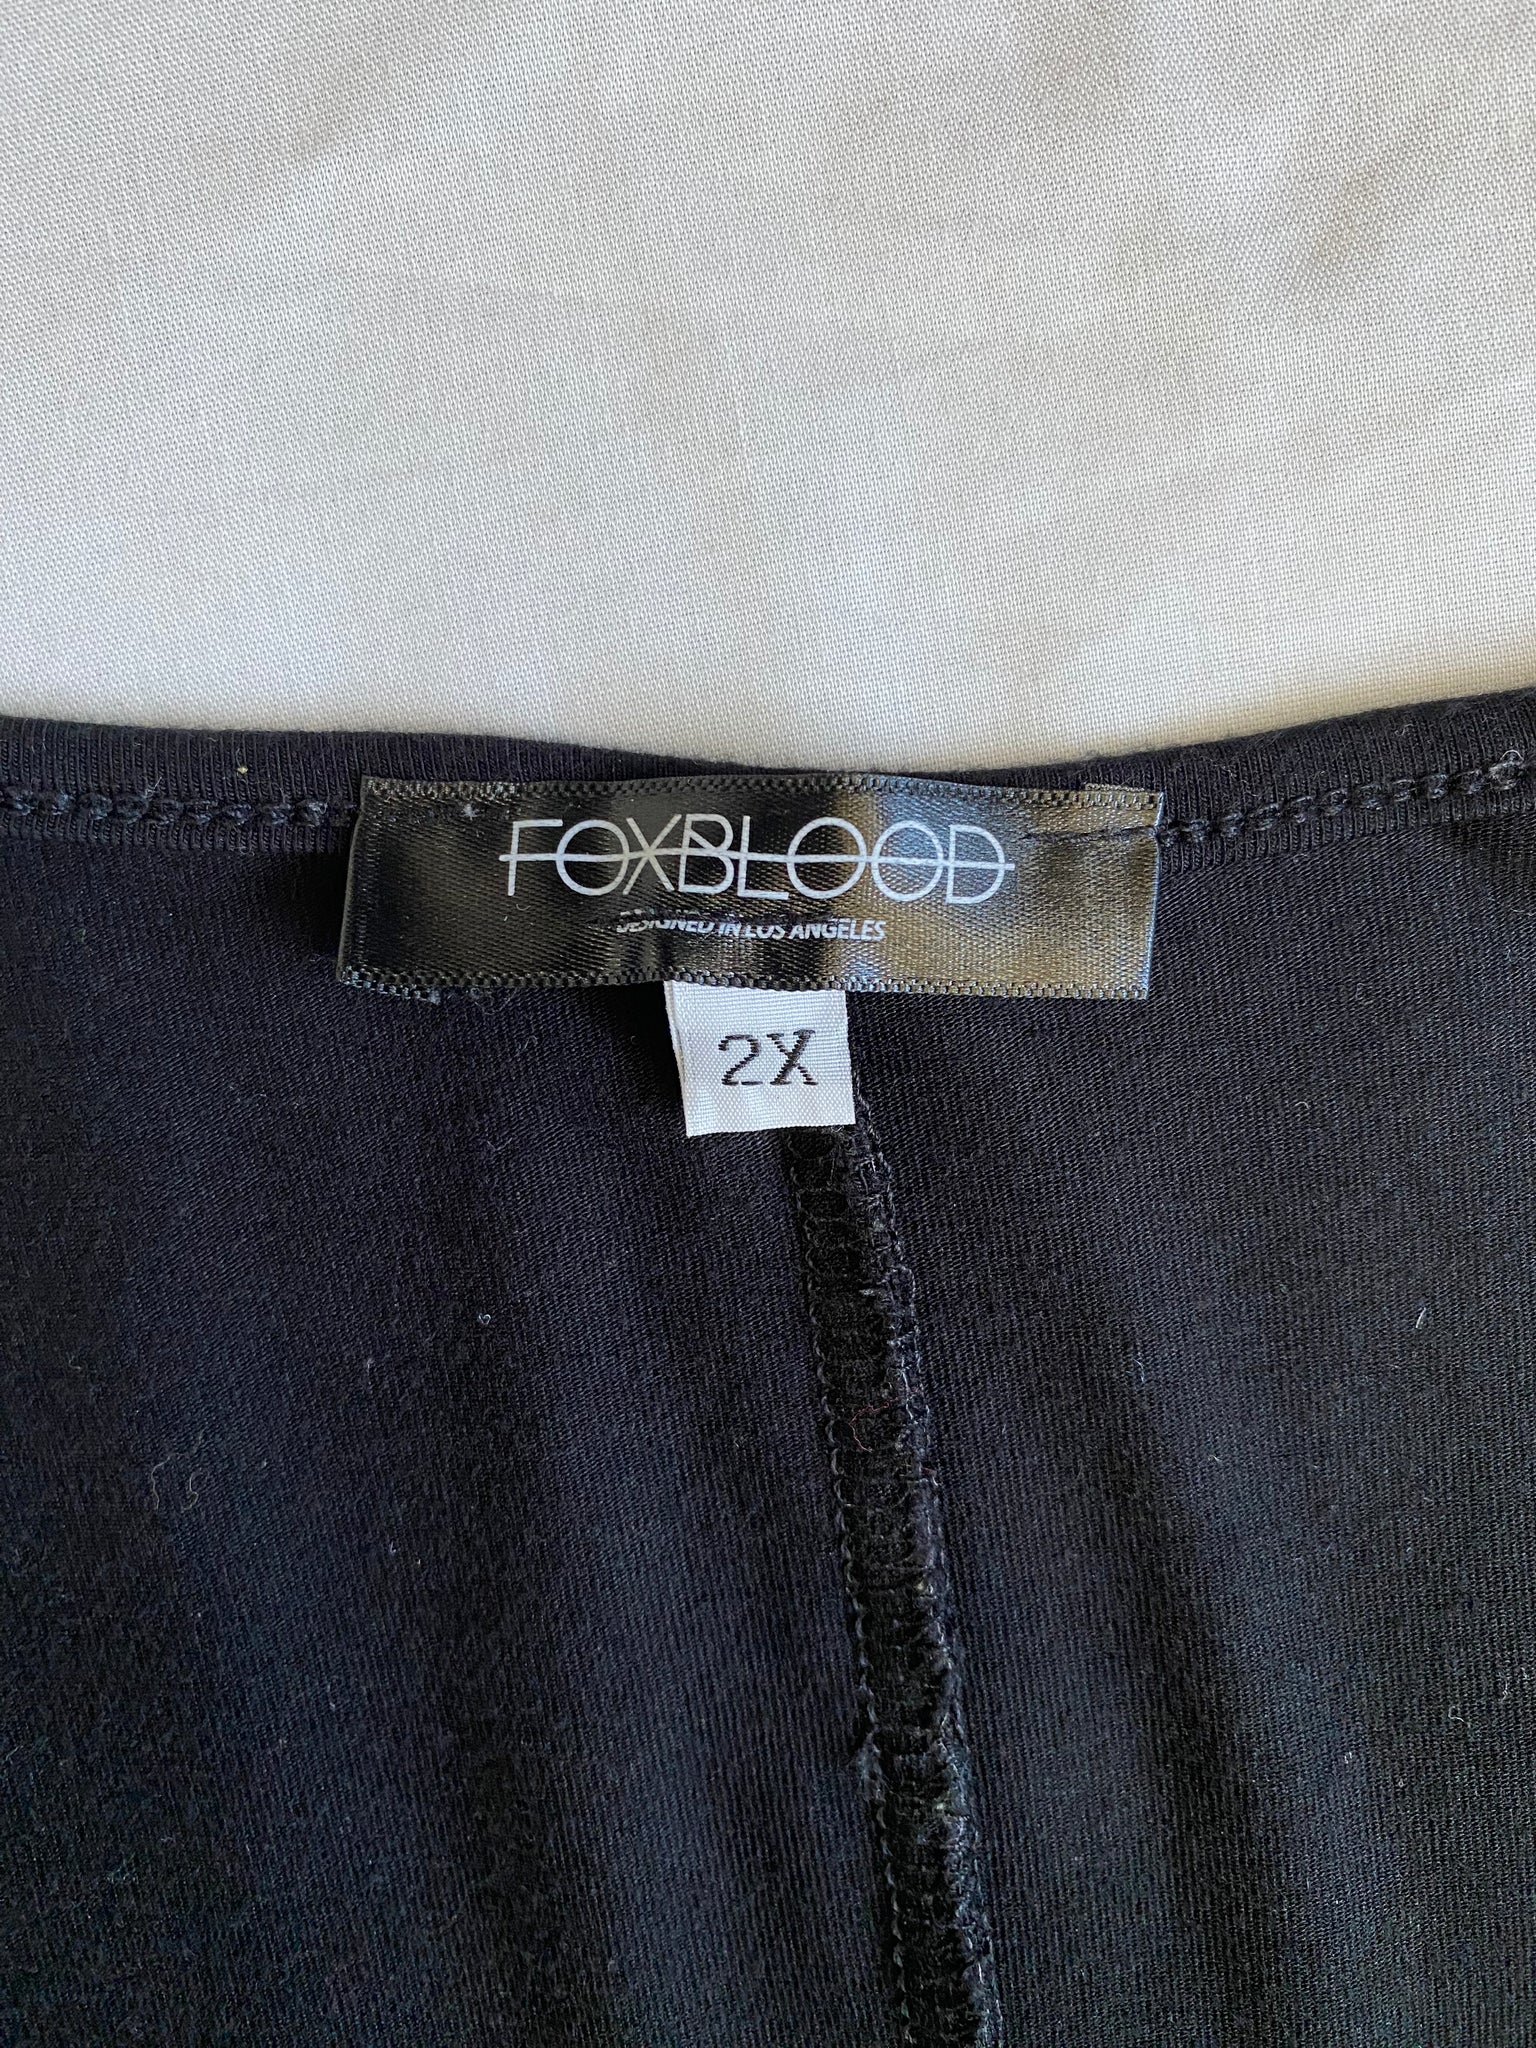 FOXBLOOD
DESIGNED IN LOS ANGELES
2X